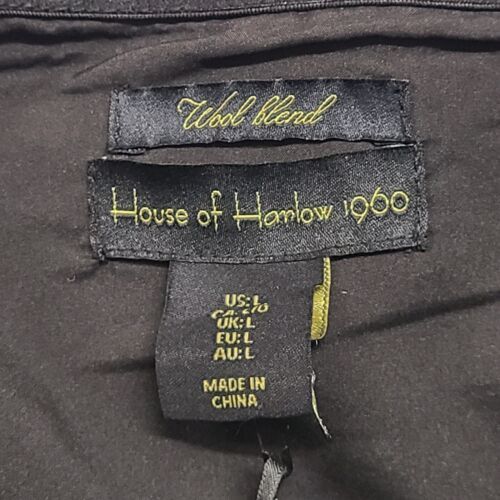 Wool blend
House of Harlow 1960
US: L
UK: L
EU: L
AU: L
MADE IN
CHINA